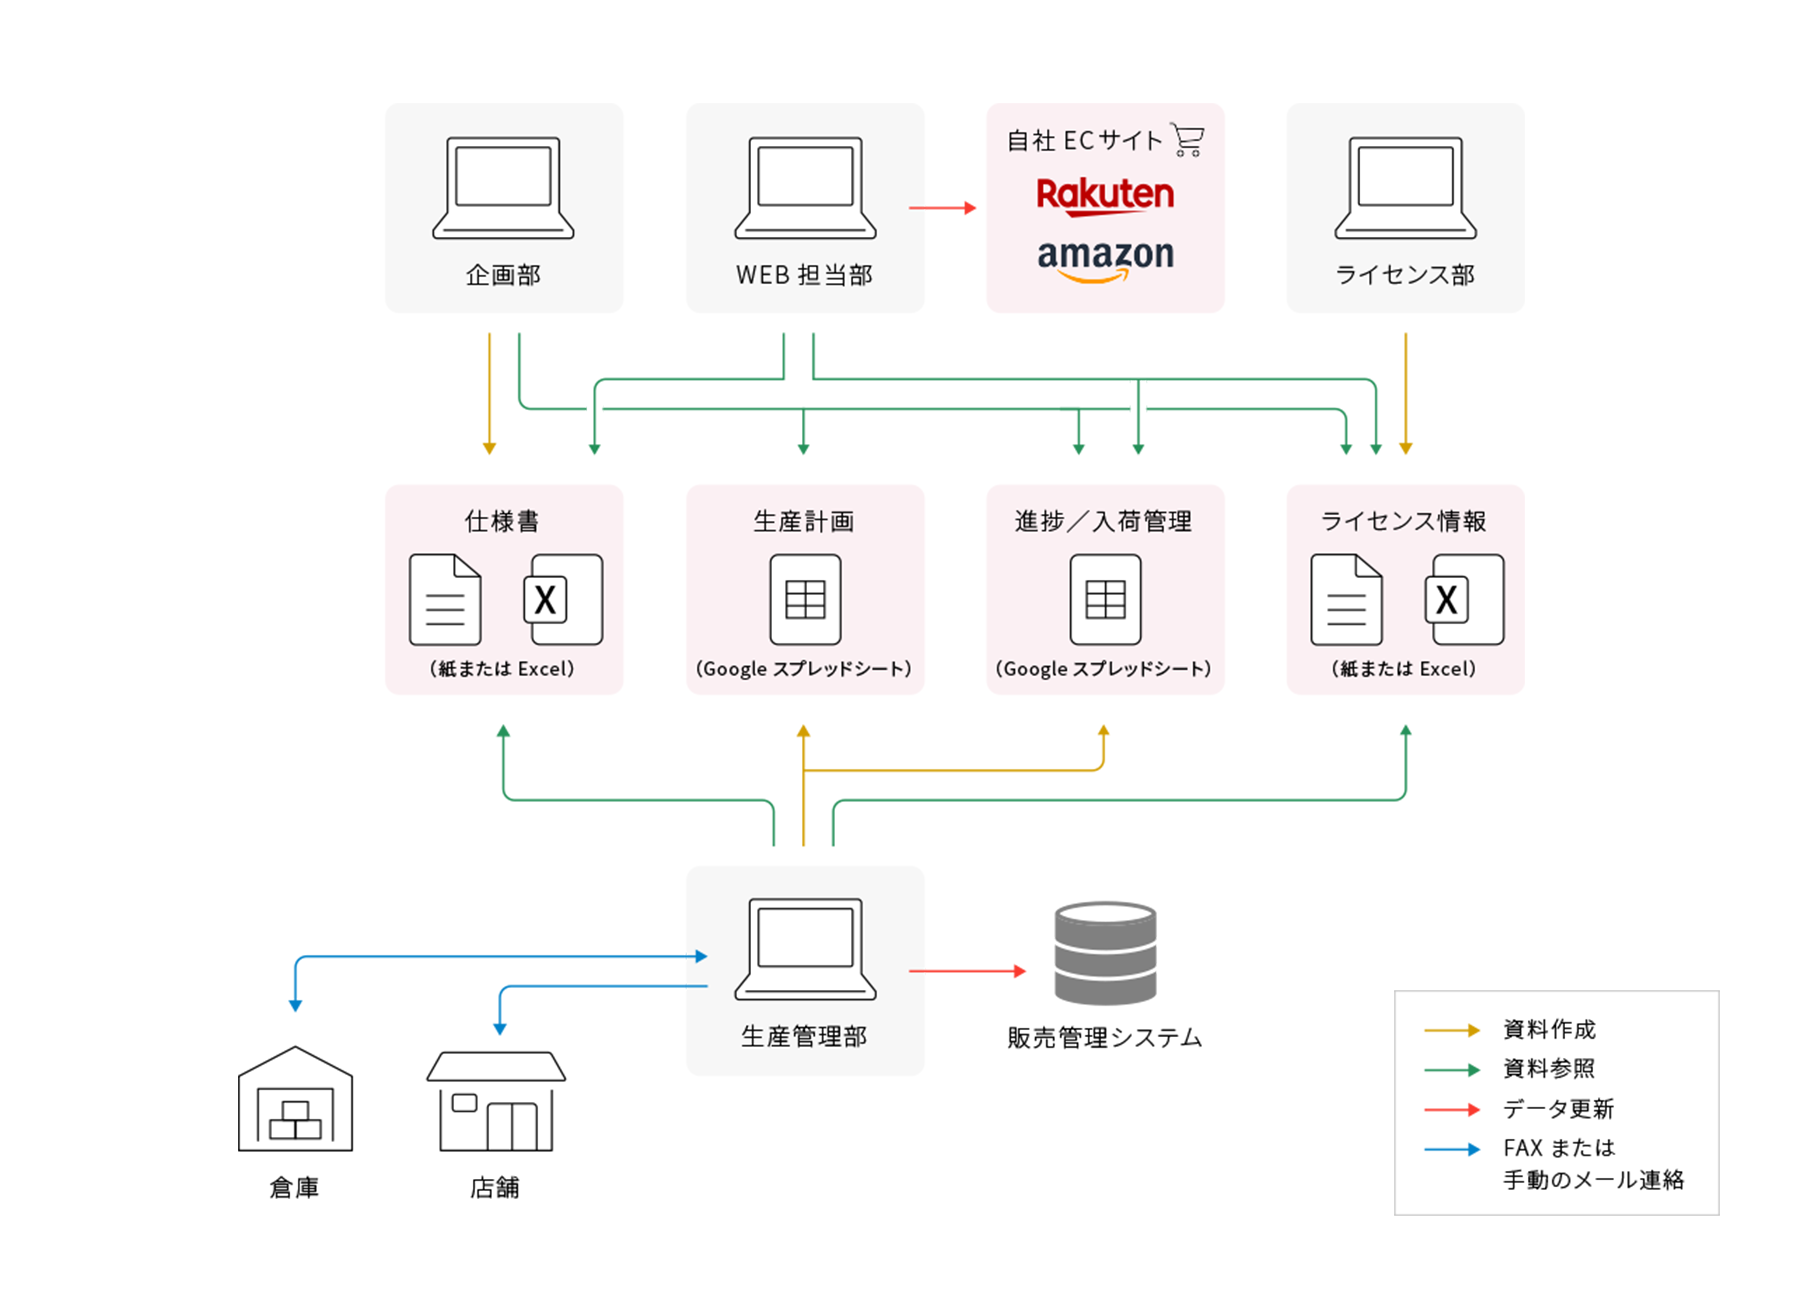 企画部
WEB 担当部
自社 ECサイト
Rakuten
amazon
ライセンス部
仕様書
X
(紙または Excel)
生産計画
(Google スプレッドシート)
進捗／入荷管理
(Google スプレッドシート)
ライセンス情報
X
(紙または Excel)
生産管理部
販売管理システム
倉庫
店舗
資料作成
資料参照
データ更新
FAX または
手動のメール連絡